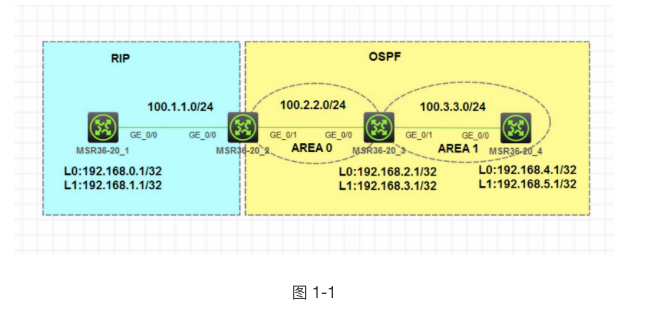 RIP
OSPF
100.1.1.0/24
100.2.2.0/24
100.3.3.0/24
GE_0/0
GE_0/0
GE_0/1
GE_0/0
GE_0/1
GE_0/0
MSR36-20_1
MSR36-20_2
AREA 0
MSR36-20_3
AREA 1
MSR36-20_4
L0:192.168.0.1/32
L1:192.168.1.1/32
L0:192.168.2.1/32
L1:192.168.3.1/32
L0:192.168.4.1/32
L1:192.168.5.1/32
图 1-1